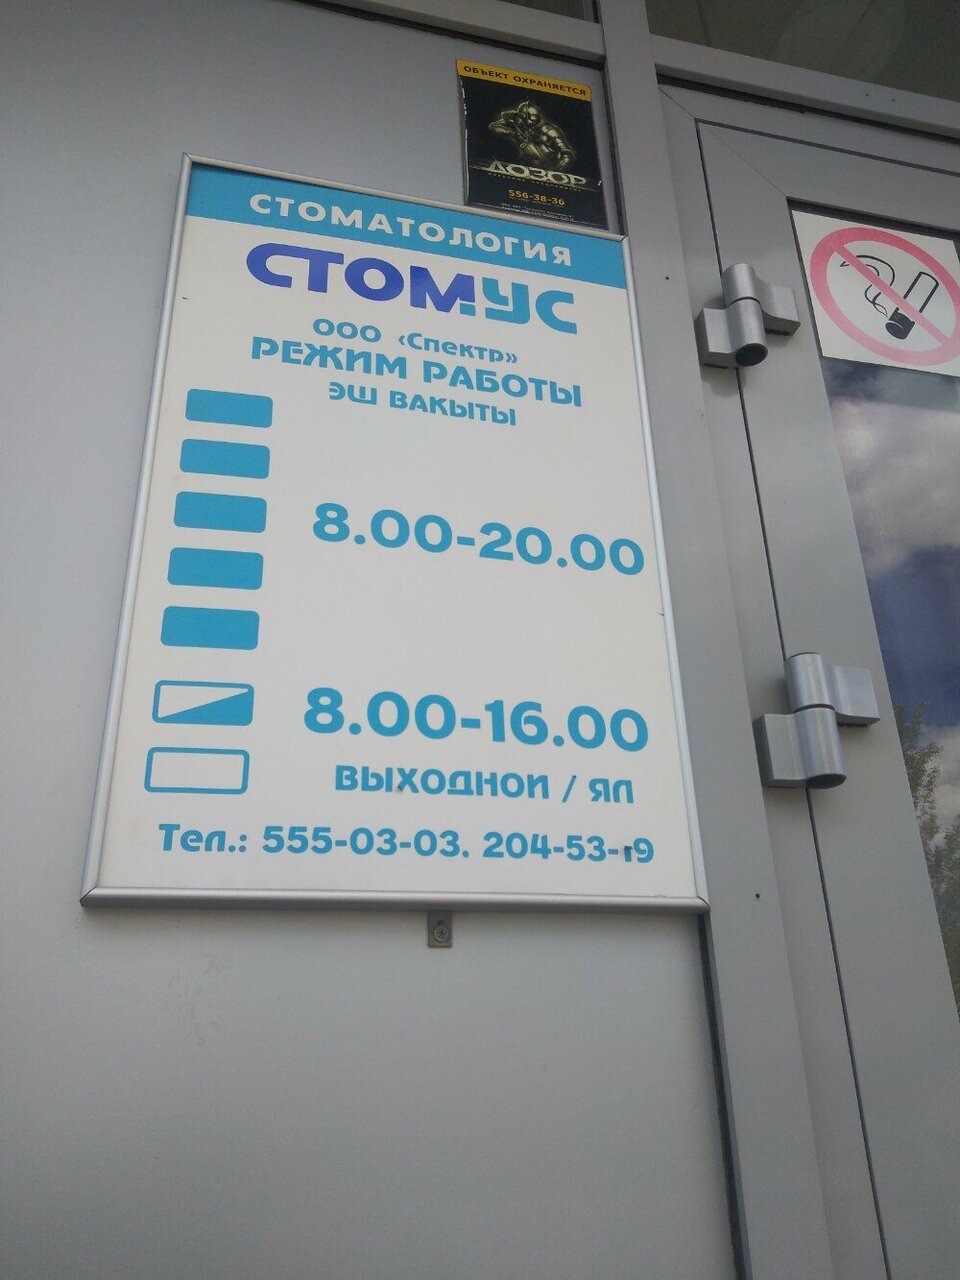 ОБЪЕКТ ОХРАНЯЕТСЯ
ДОЗОР
556-38-36
СТОМАТОЛОГИЯ
СТОМУС
ООО «Спектр»
РЕЖИМ РАБОТЫ
ЭШ ВАКЫТЫ
8.00-20.00
8.00-16.00
ВЫХОДНОЙ / ЯЛ
Тел.: 555-03-03. 204-53-19